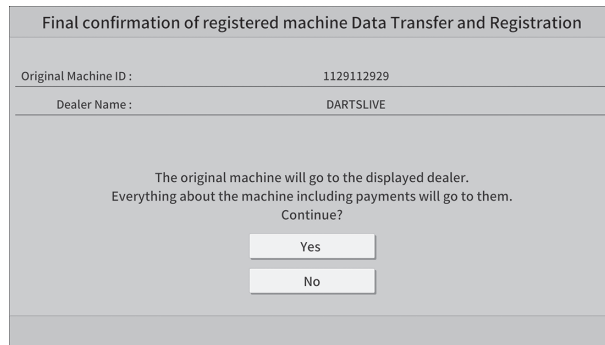 Final confirmation of registered machine Data Transfer and Registration
Original Machine ID : 1129112929
Dealer Name : DARTSLIVE
The original machine will go to the displayed dealer.
Everything about the machine including payments will go to them.
Continue?
Yes
No